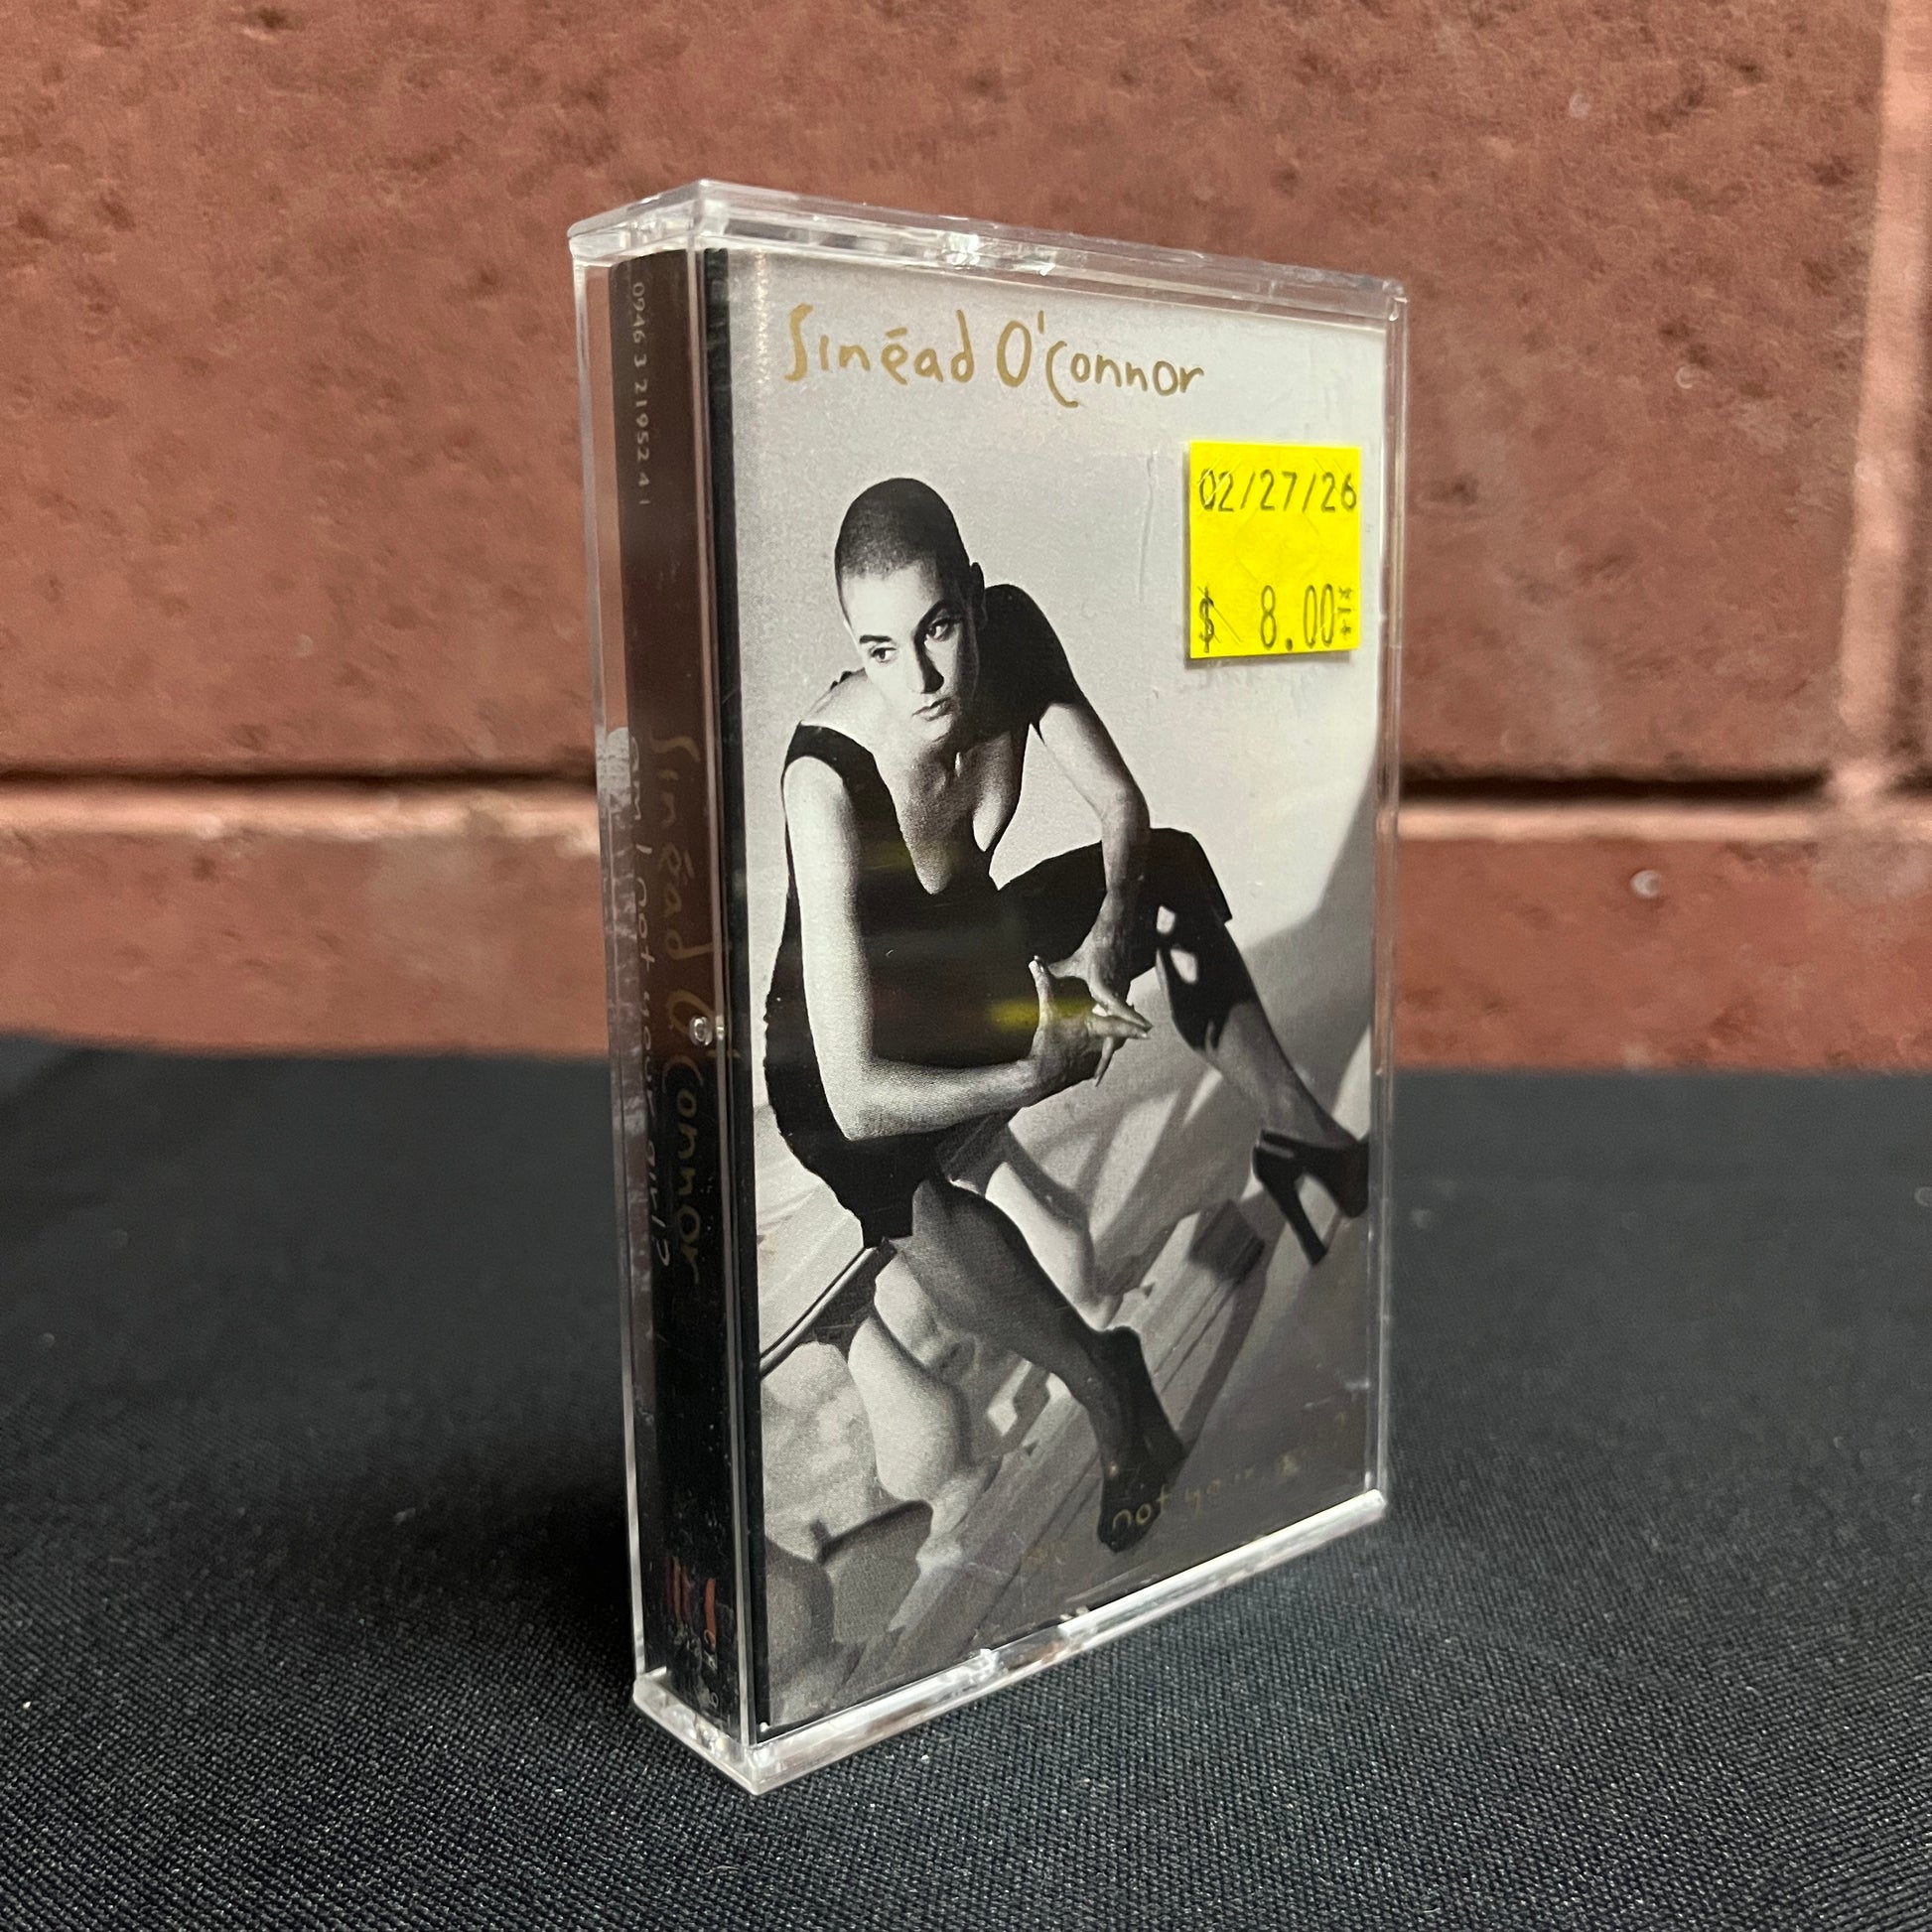 Sinéad O'Connor
02/27/26
$ 8.00
+TX
not your
0946 3 21952 4 1
Sinéad O'Connor
am I not your girl?